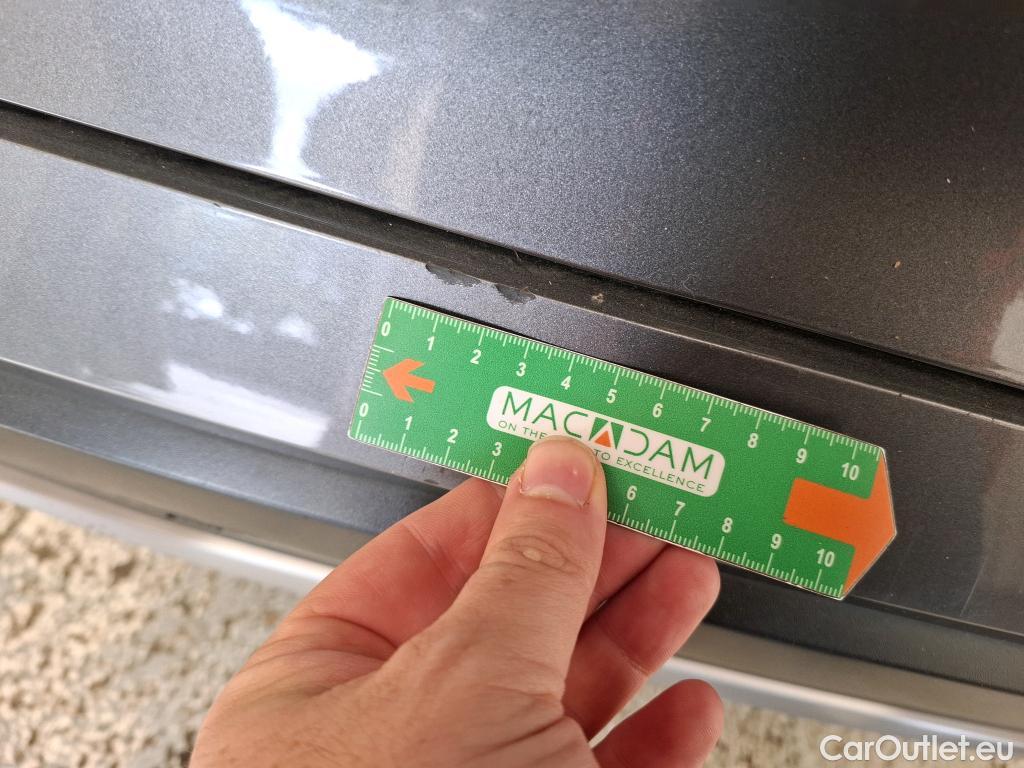 0 1 2 3 4 5 6 7 8 9 10
MACADAM
ON THE TO EXCELLENCE
0 1 2 3 6 7 8 9 10
CarOutlet.eu